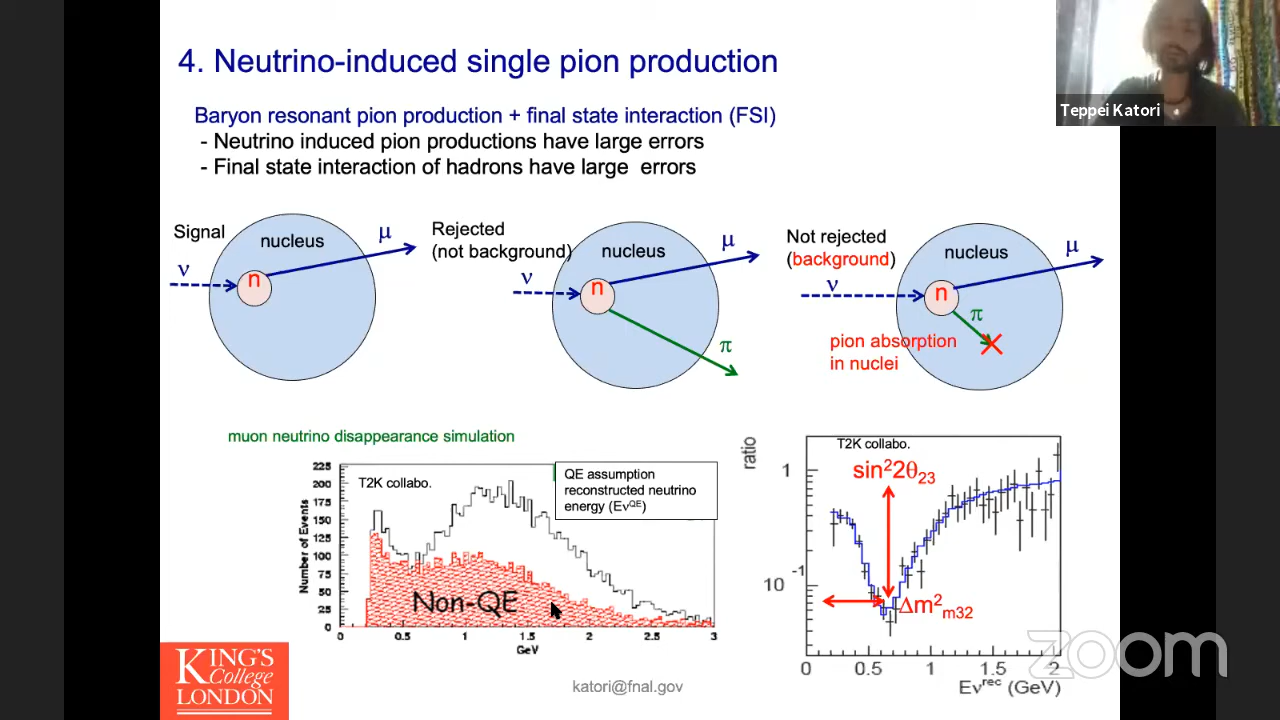 4. Neutrino-induced single pion production
Teppei Katori
Baryon resonant pion production + final state interaction (FSI)
- Neutrino induced pion productions have large errors
- Final state interaction of hadrons have large errors
Signal
nucleus
μ
ν
n
Rejected
(not background)
nucleus
μ
ν
n
π
Not rejected
(background)
nucleus
μ
ν
n
π
pion absorption
in nuclei
muon neutrino disappearance simulation
T2K collabo.
QE assumption
reconstructed neutrino
energy (Eν^QE)
Number of Events
225
200
175
150
125
100
75
50
25
0
Non-QE
0 0.5 1 1.5 2 2.5 3
GeV
ratio
T2K collabo.
sin²2θ₂₃
1
10⁻¹
Δm²m32
0 0.5 1 1.5 2
Eν^rec (GeV)
KING'S
College
LONDON
katori@fnal.gov
zoom